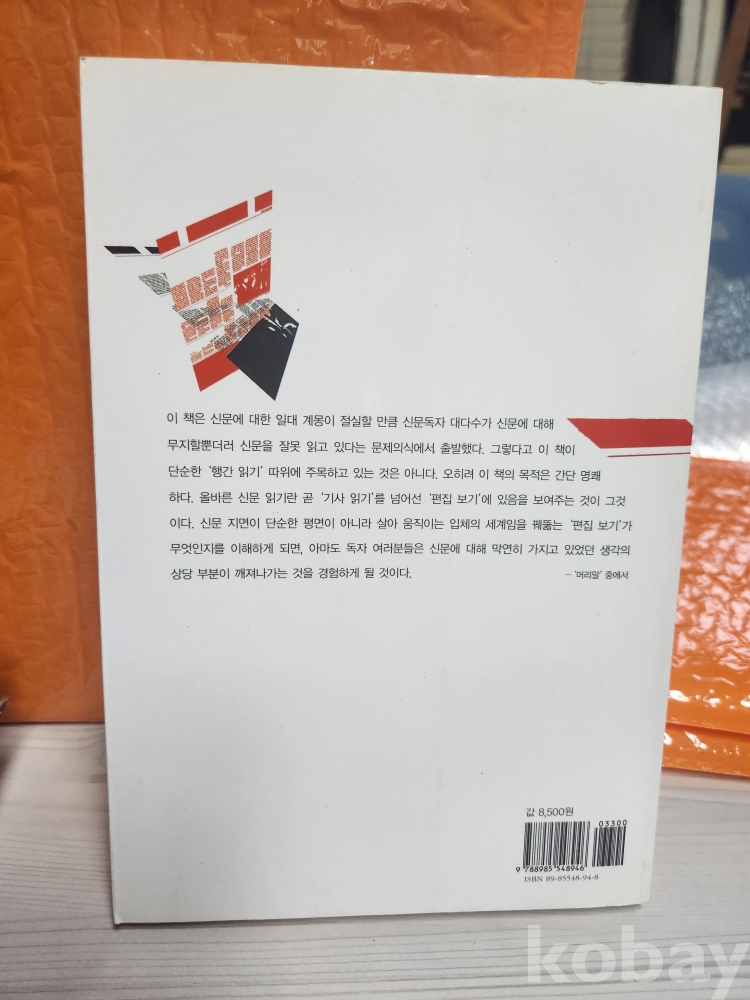 이 책은 신문에 대한 일대 계몽이 절실할 만큼 신문독자 대다수가 신문에 대해
무지할뿐더러 신문을 잘못 읽고 있다는 문제의식에서 출발했다. 그렇다고 이 책이
단순한 '행간 읽기' 따위에 주목하고 있는 것은 아니다. 오히려 이 책의 목적은 간단 명쾌
하다. 올바른 신문 읽기란 곧 '기사 읽기'를 넘어선 '편집 보기'에 있음을 보여주는 것이 그것
이다. 신문 지면이 단순한 평면이 아니라 살아 움직이는 입체의 세계임을 꿰뚫는 '편집 보기'가
무엇인지를 이해하게 되면, 아마도 독자 여러분들은 신문에 대해 막연히 가지고 있었던 생각의
상당 부분이 깨져나가는 것을 경험하게 될 것이다.
– '머리말' 중에서
값 8,500원
03300
9 788985 548946
ISBN 89-85548-94-8
kobay